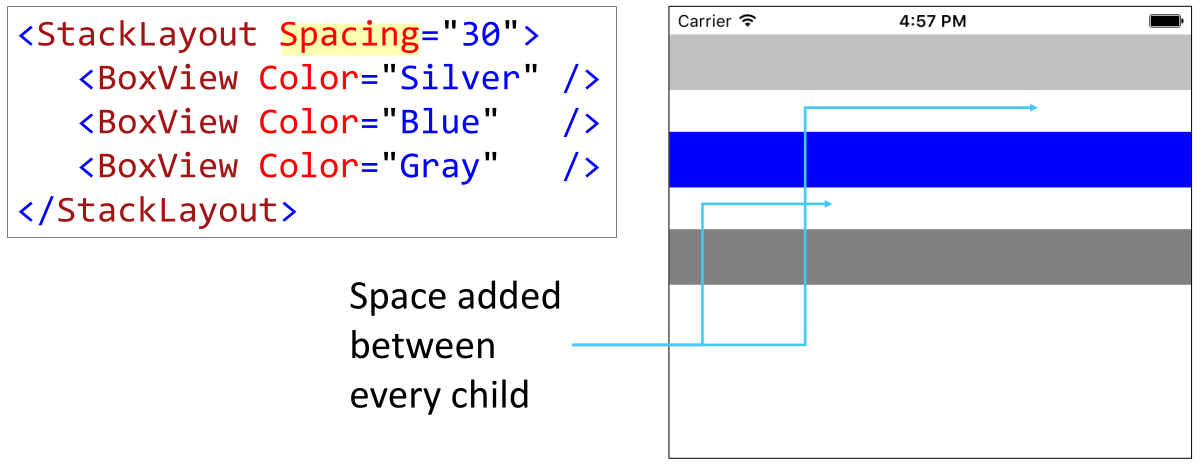 <StackLayout Spacing="30">
   <BoxView Color="Silver" />
   <BoxView Color="Blue"   />
   <BoxView Color="Gray"   />
</StackLayout>
Carrier 4:57 PM
Space added
between
every child